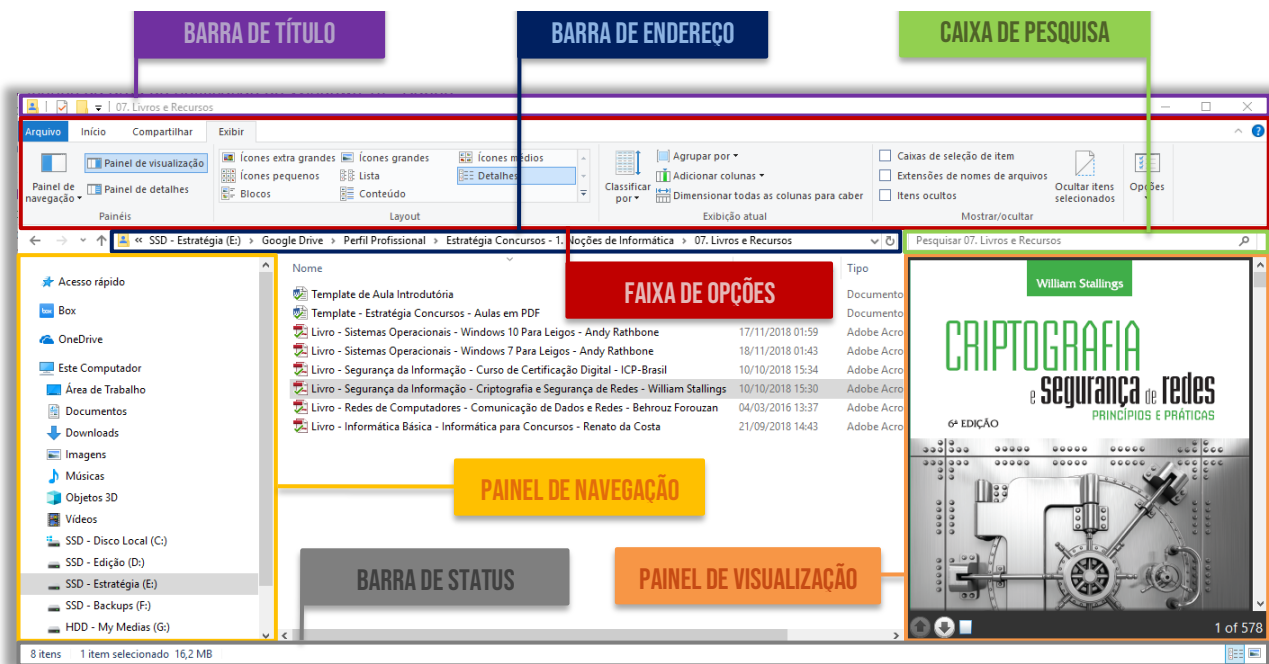 BARRA DE TÍTULO
BARRA DE ENDEREÇO
CAIXA DE PESQUISA
07. Livros e Recursos
Arquivo Início Compartilhar Exibir
Painel de navegação
Painel de visualização
Painel de detalhes
Painéis
Ícones extra grandes Ícones grandes Ícones médios
Ícones pequenos Lista Detalhes
Blocos Conteúdo
Layout
Classificar por
Agrupar por
Adicionar colunas
Dimensionar todas as colunas para caber
Exibição atual
Caixas de seleção de item
Extensões de nomes de arquivos
Itens ocultos
Ocultar itens selecionados
Mostrar/ocultar
Opções
« SSD - Estratégia (E:) > Google Drive > Perfil Profissional > Estratégia Concursos - 1. Noções de Informática > 07. Livros e Recursos
Pesquisar 07. Livros e Recursos
FAIXA DE OPÇÕES
Acesso rápido
Box
OneDrive
Este Computador
Área de Trabalho
Documentos
Downloads
Imagens
Músicas
Objetos 3D
Vídeos
SSD - Disco Local (C:)
SSD - Edição (D:)
SSD - Estratégia (E:)
SSD - Backups (F:)
HDD - My Medias (G:)
Nome Tipo
Template de Aula Introdutória Documento
Template - Estratégia Concursos - Aulas em PDF Documento
Livro - Sistemas Operacionais - Windows 10 Para Leigos - Andy Rathbone 17/11/2018 01:59 Adobe Acro
Livro - Sistemas Operacionais - Windows 7 Para Leigos - Andy Rathbone 18/11/2018 01:43 Adobe Acro
Livro - Segurança da Informação - Curso de Certificação Digital - ICP-Brasil 10/10/2018 15:34 Adobe Acro
Livro - Segurança da Informação - Criptografia e Segurança de Redes - William Stallings 10/10/2018 15:30 Adobe Acro
Livro - Redes de Computadores - Comunicação de Dados e Redes - Behrouz Forouzan 04/03/2016 13:37 Adobe Acro
Livro - Informática Básica - Informática para Concursos - Renato da Costa 21/09/2018 14:43 Adobe Acro
William Stallings
CRIPTOGRAFIA
e segurança de redes
PRINCÍPIOS E PRÁTICAS
6ª EDIÇÃO
1 of 578
PAINEL DE NAVEGAÇÃO
BARRA DE STATUS
PAINEL DE VISUALIZAÇÃO
8 itens 1 item selecionado 16,2 MB